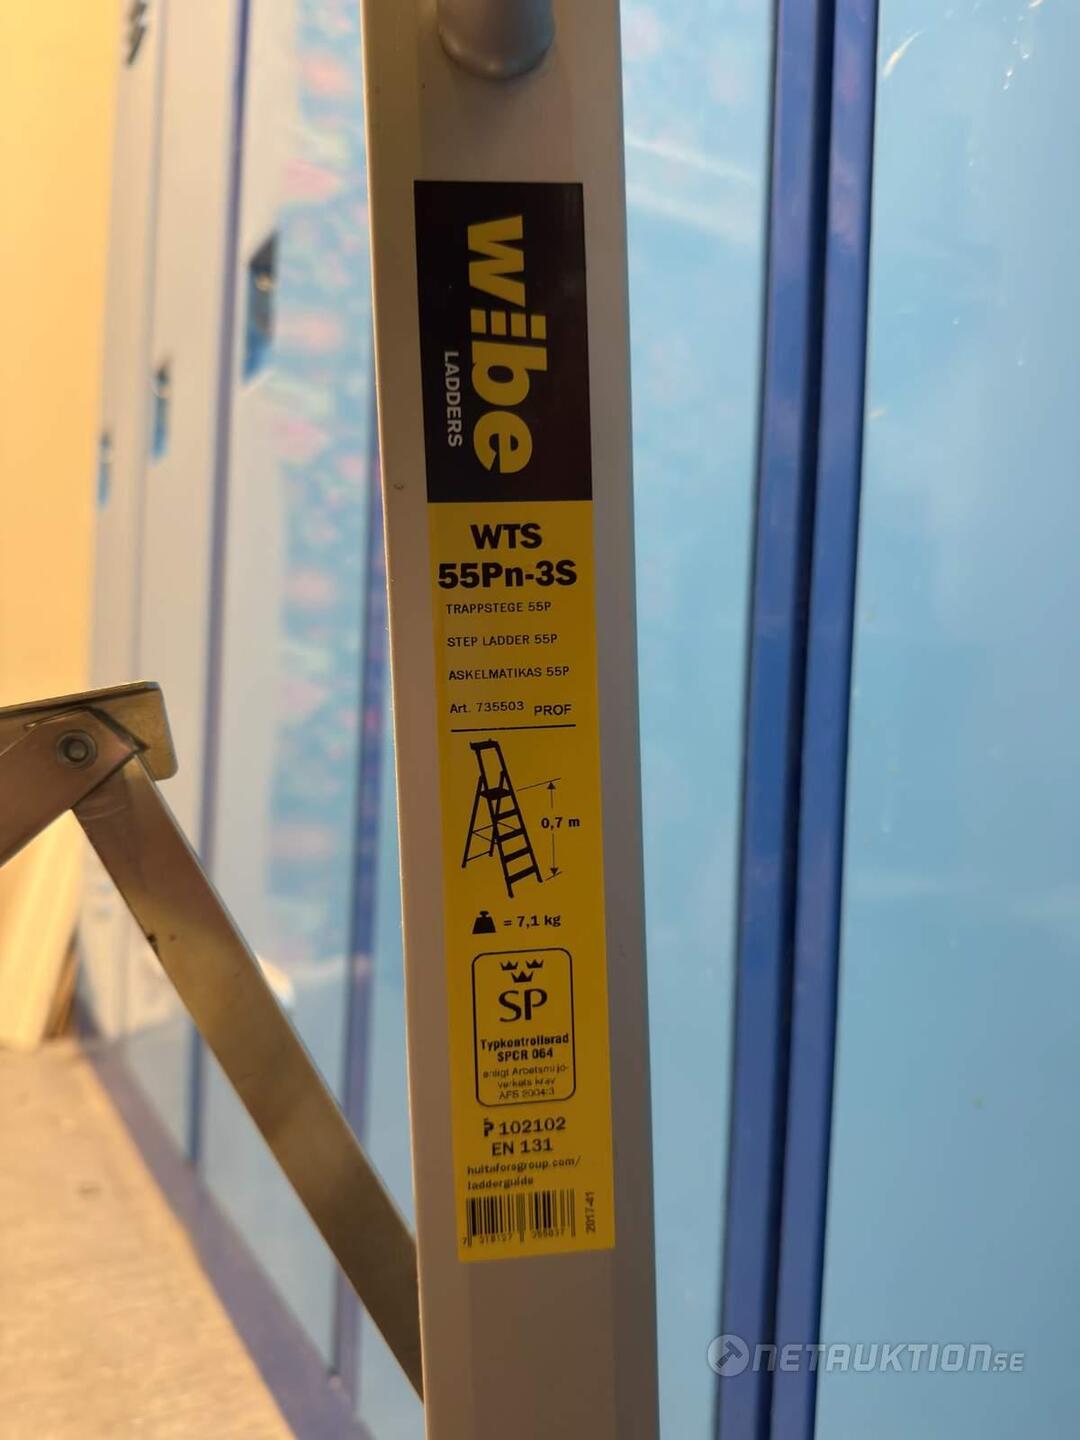 wibe
LADDERS
WTS
55Pn-3S
TRAPPSTEGE 55P
STEP LADDER 55P
ASKELMATIKAS 55P
Art. 735503 PROF
0,7 m
= 7,1 kg
SP
Typkontrollerad
SPCR 064
enligt Arbetsmiljö-
verkets krav
AFS 2004:3
P 102102
EN 131
hultaforsgroup.com/
ladderguide
2017-41
NETAUKTION.SE